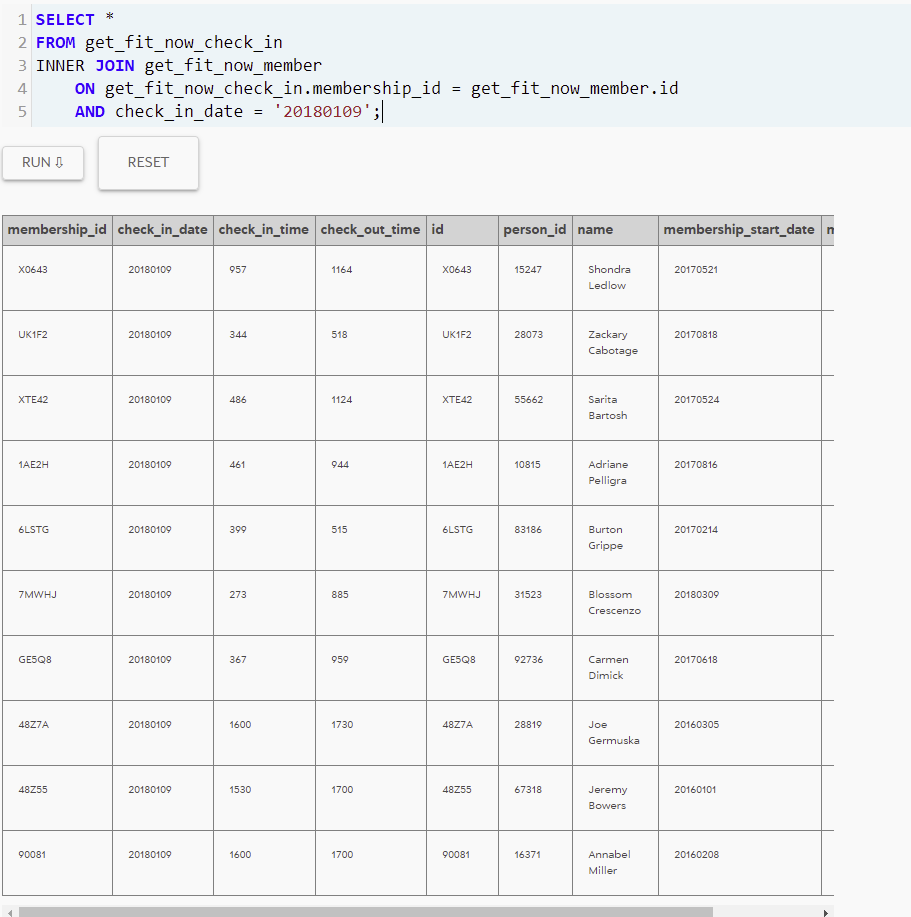 1 SELECT *
2 FROM get_fit_now_check_in
3 INNER JOIN get_fit_now_member
4 ON get_fit_now_check_in.membership_id = get_fit_now_member.id
5 AND check_in_date = '20180109';
RUN ⇩ RESET
membership_id check_in_date check_in_time check_out_time id person_id name membership_start_date
X0643 20180109 957 1164 X0643 15247 Shondra 20170521
Ledlow
UK1F2 20180109 344 518 UK1F2 28073 Zackary 20170818
Cabotage
XTE42 20180109 486 1124 XTE42 55662 Sarita 20170524
Bartosh
1AE2H 20180109 461 944 1AE2H 10815 Adriane 20170816
Pelligra
6LSTG 20180109 399 515 6LSTG 83186 Burton 20170214
Grippe
7MWHJ 20180109 273 885 7MWHJ 31523 Blossom 20180309
Crescenzo
GE5Q8 20180109 367 959 GE5Q8 92736 Carmen 20170618
Dimick
48Z7A 20180109 1600 1730 48Z7A 28819 Joe 20160305
Germuska
48Z55 20180109 1530 1700 48Z55 67318 Jeremy 20160101
Bowers
90081 20180109 1600 1700 90081 16371 Annabel 20160208
Miller